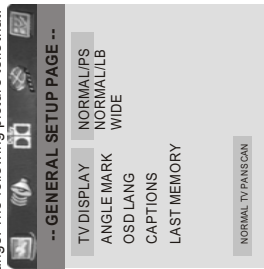 -- GENERAL SETUP PAGE --
TV DISPLAY NORMAL/PS
ANGLE MARK NORMAL/LB
OSD LANG WIDE
CAPTIONS
LAST MEMORY
NORMAL TV PANSCAN